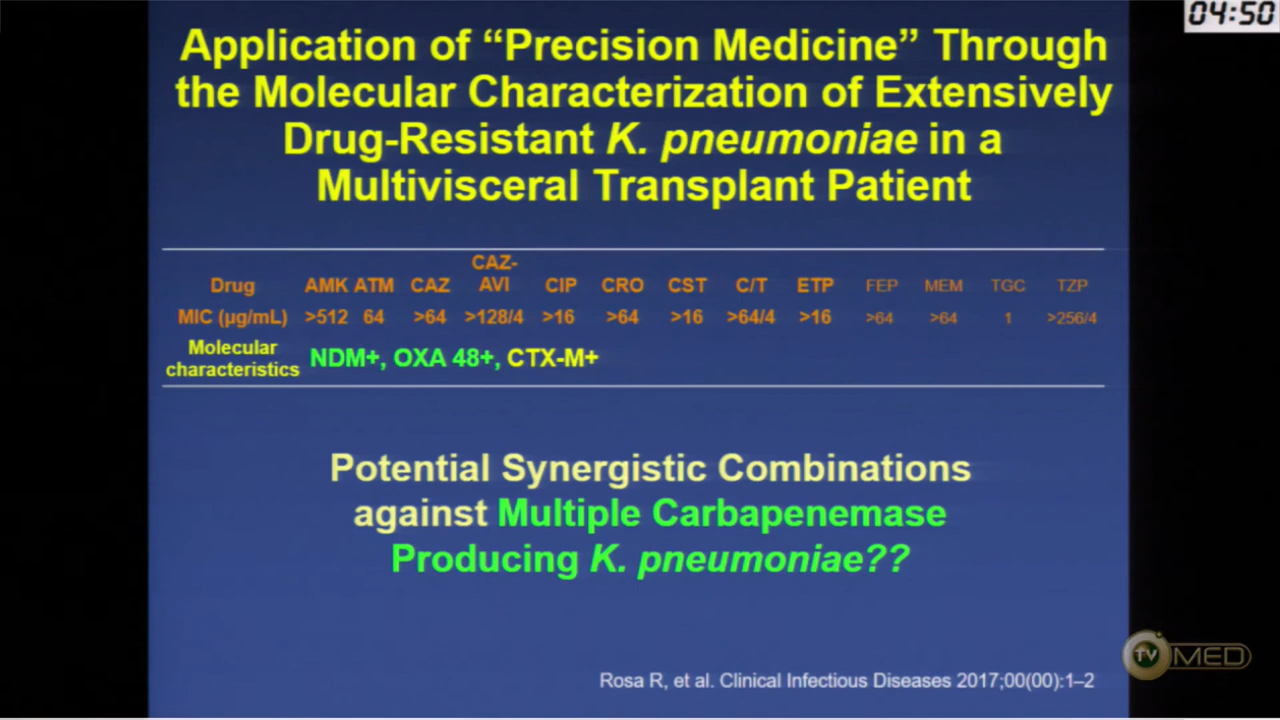 04:50
Application of “Precision Medicine” Through
the Molecular Characterization of Extensively
Drug-Resistant K. pneumoniae in a
Multivisceral Transplant Patient
Drug AMK ATM CAZ CAZ-AVI CIP CRO CST C/T ETP FEP MEM TGC TZP
MIC (µg/mL) >512 64 >64 >128/4 >16 >64 >16 >64/4 >16 >64 >64 1 >256/4
Molecular
characteristics NDM+, OXA 48+, CTX-M+
Potential Synergistic Combinations
against Multiple Carbapenemase
Producing K. pneumoniae??
TV MED
Rosa R, et al. Clinical Infectious Diseases 2017;00(00):1–2